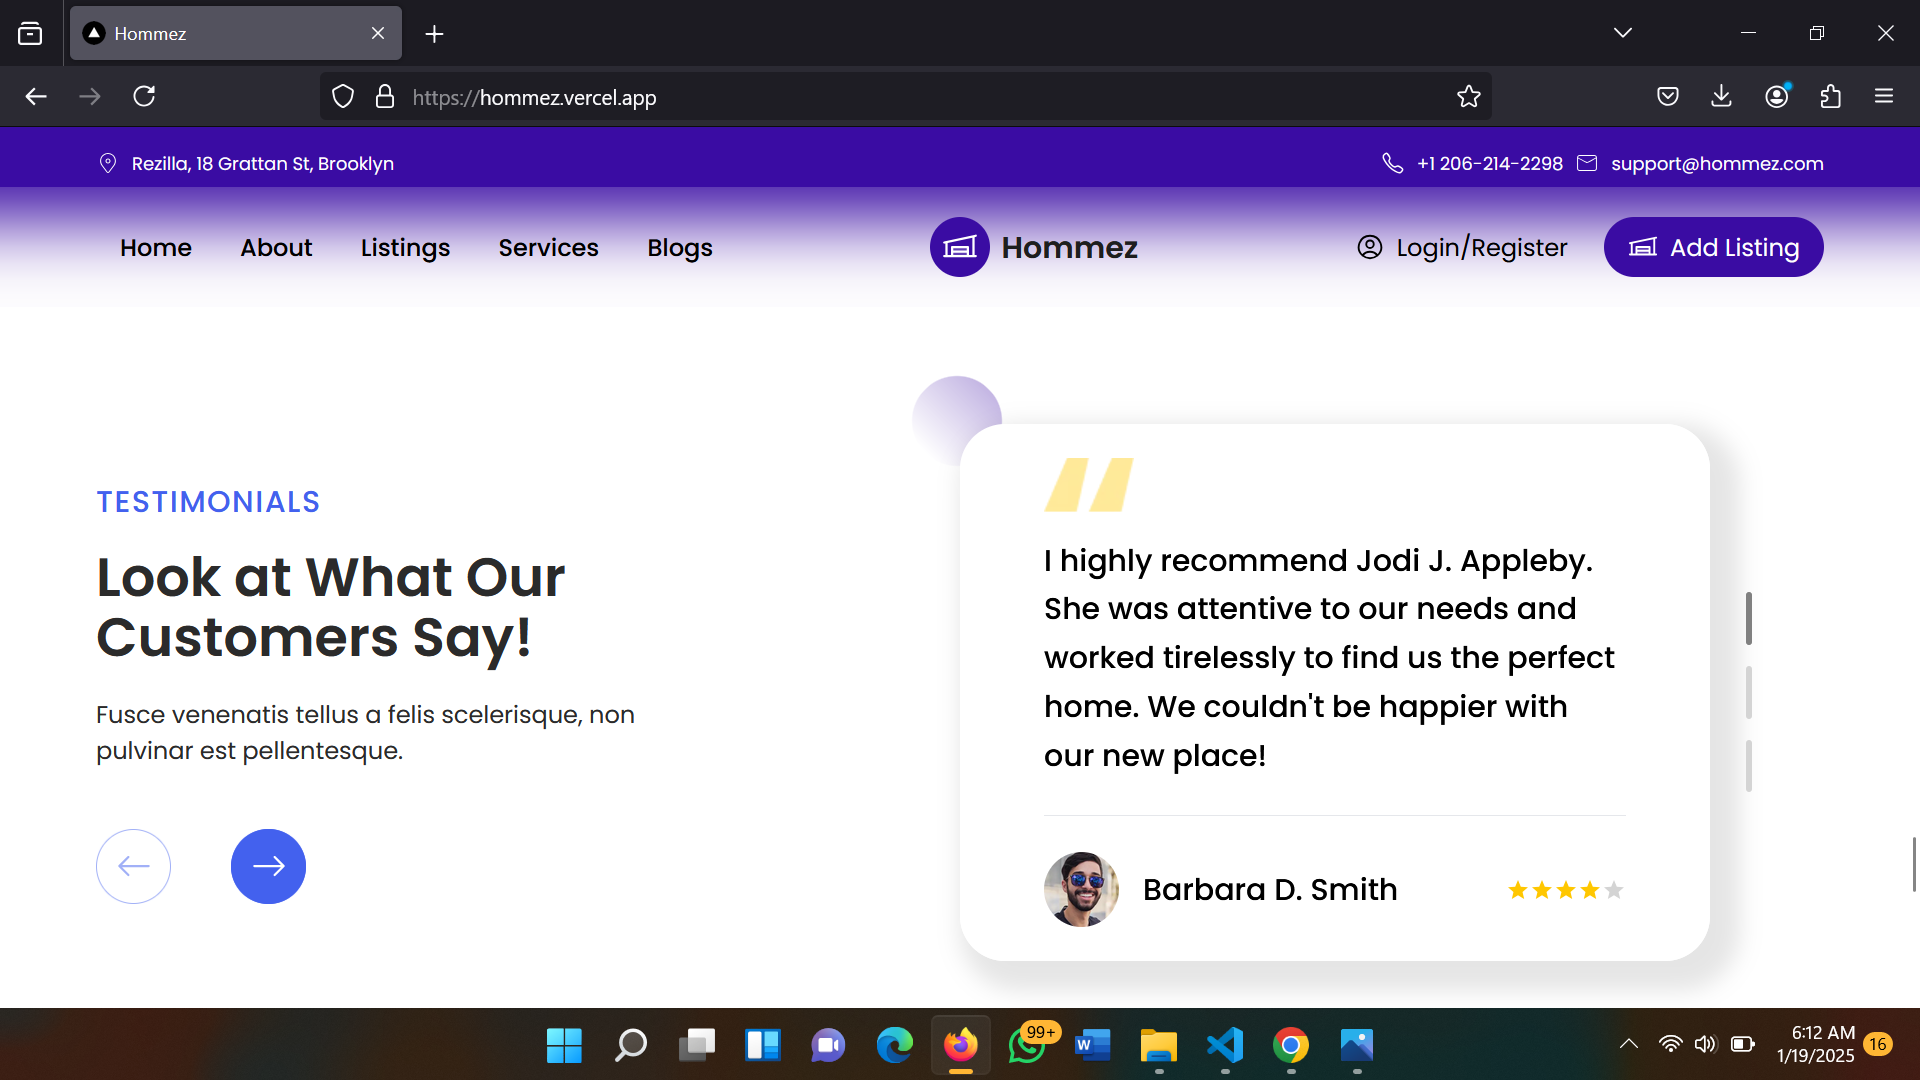 Hommez
https://hommez.vercel.app
Rezilla, 18 Grattan St, Brooklyn
+1 206-214-2298
support@hommez.com
Home
About
Listings
Services
Blogs
Hommez
Login/Register
Add Listing
TESTIMONIALS
Look at What Our
Customers Say!
Fusce venenatis tellus a felis scelerisque, non
pulvinar est pellentesque.
I highly recommend Jodi J. Appleby.
She was attentive to our needs and
worked tirelessly to find us the perfect
home. We couldn't be happier with
our new place!
Barbara D. Smith
99+
W
6:12 AM
1/19/2025
16